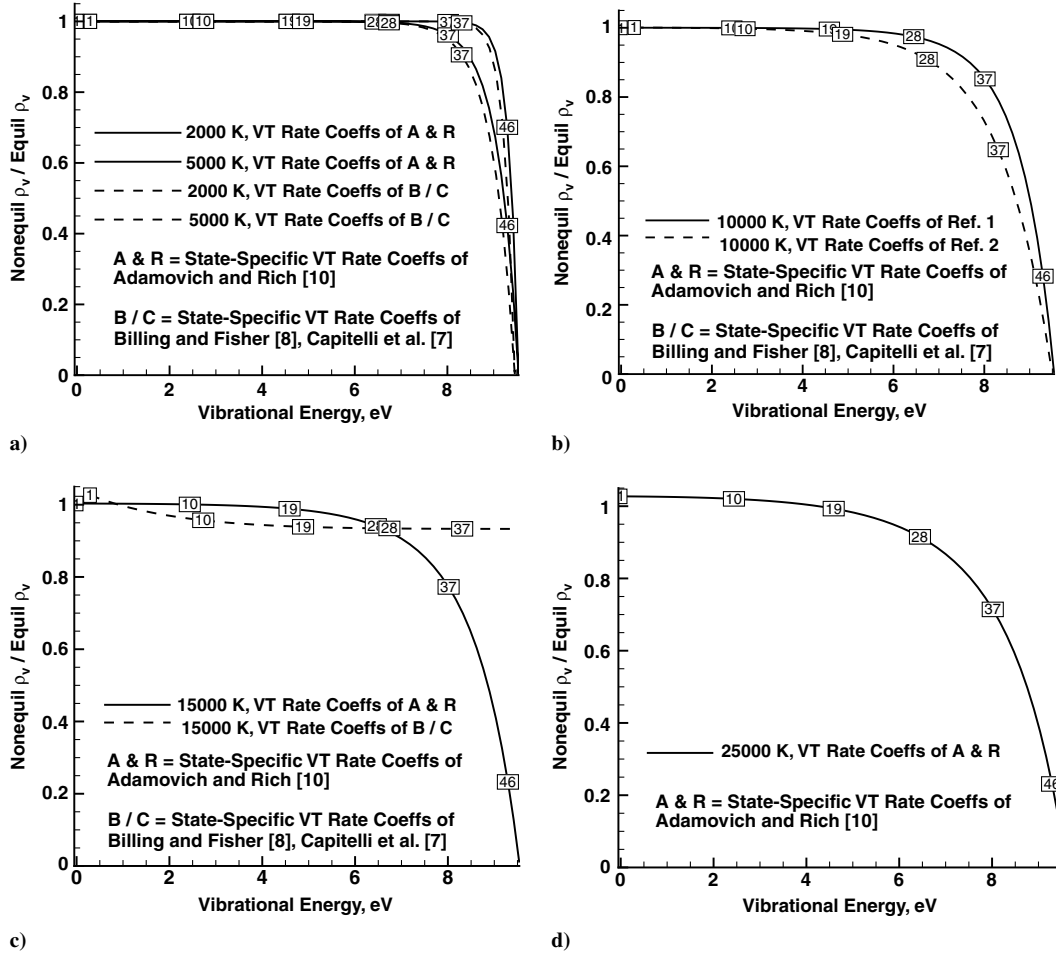 1
0.8
0.6
0.4
0.2
0
0 2 4 6 8
Nonequil ρv / Equil ρv
Vibrational Energy, eV
1 10 10 19 19 28 28 37 37
37
37
46
46
2000 K, VT Rate Coeffs of A & R
5000 K, VT Rate Coeffs of A & R
2000 K, VT Rate Coeffs of B / C
5000 K, VT Rate Coeffs of B / C
A & R = State-Specific VT Rate Coeffs of
Adamovich and Rich [10]
B / C = State-Specific VT Rate Coeffs of
Billing and Fisher [8], Capitelli et al. [7]
a)
1
0.8
0.6
0.4
0.2
0
0 2 4 6 8
Nonequil ρv / Equil ρv
Vibrational Energy, eV
1 1 10 10 19 19 28
28
37
37
46
10000 K, VT Rate Coeffs of Ref. 1
10000 K, VT Rate Coeffs of Ref. 2
A & R = State-Specific VT Rate Coeffs of
Adamovich and Rich [10]
B / C = State-Specific VT Rate Coeffs of
Billing and Fisher [8], Capitelli et al. [7]
b)
1
0.8
0.6
0.4
0.2
0
0 2 4 6 8
Nonequil ρv / Equil ρv
Vibrational Energy, eV
1
1 10 19
10 19 28 28 37
37
46
15000 K, VT Rate Coeffs of A & R
15000 K, VT Rate Coeffs of B / C
A & R = State-Specific VT Rate Coeffs of
Adamovich and Rich [10]
B / C = State-Specific VT Rate Coeffs of
Billing and Fisher [8], Capitelli et al. [7]
c)
1
0.8
0.6
0.4
0.2
0
0 2 4 6 8
Nonequil ρv / Equil ρv
Vibrational Energy, eV
1 10 19
28
37
46
25000 K, VT Rate Coeffs of A & R
A & R = State-Specific VT Rate Coeffs of
Adamovich and Rich [10]
d)